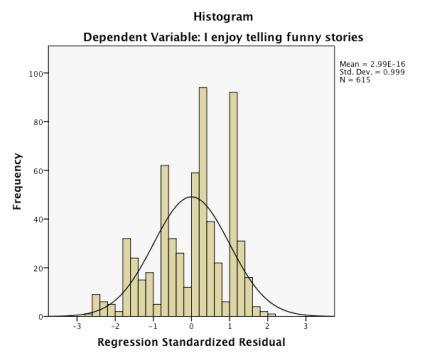 Histogram
Dependent Variable: I enjoy telling funny stories
Mean = 2.99E-16
Std. Dev. = 0.999
N = 615
100
80
60
40
20
0
Frequency
-3 -2 -1 0 1 2 3
Regression Standardized Residual